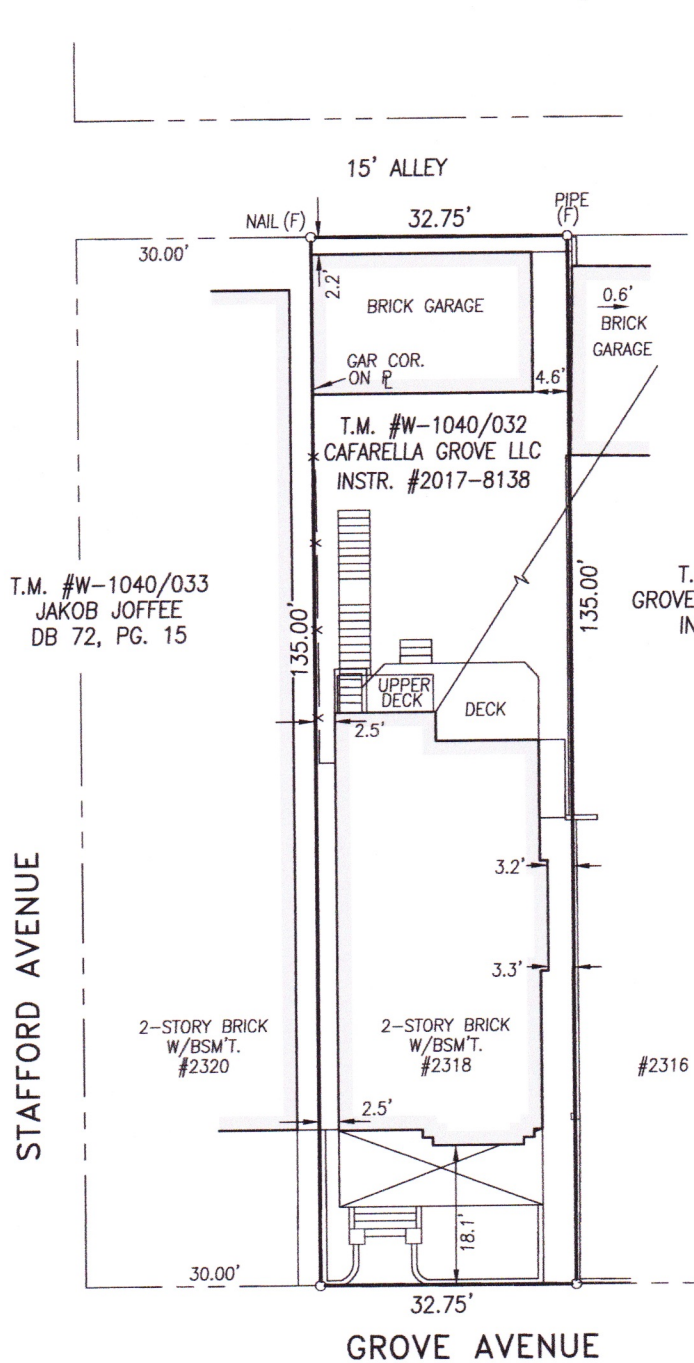 15' ALLEY
NAIL (F)
32.75'
PIPE
(F)
30.00'
2.2'
BRICK GARAGE
0.6'
BRICK
GARAGE
GAR COR.
ON ⅊
4.6'
T.M. #W-1040/032
CAFARELLA GROVE LLC
INSTR. #2017-8138
T.M. #W-1040/033
JAKOB JOFFEE
DB 72, PG. 15
135.00'
135.00'
T.
GROVE
IN
UPPER
DECK
DECK
2.5'
3.2'
3.3'
STAFFORD AVENUE
2-STORY BRICK
W/BSM'T.
#2320
2-STORY BRICK
W/BSM'T.
#2318
#2316
2.5'
18.1'
30.00'
32.75'
GROVE AVENUE